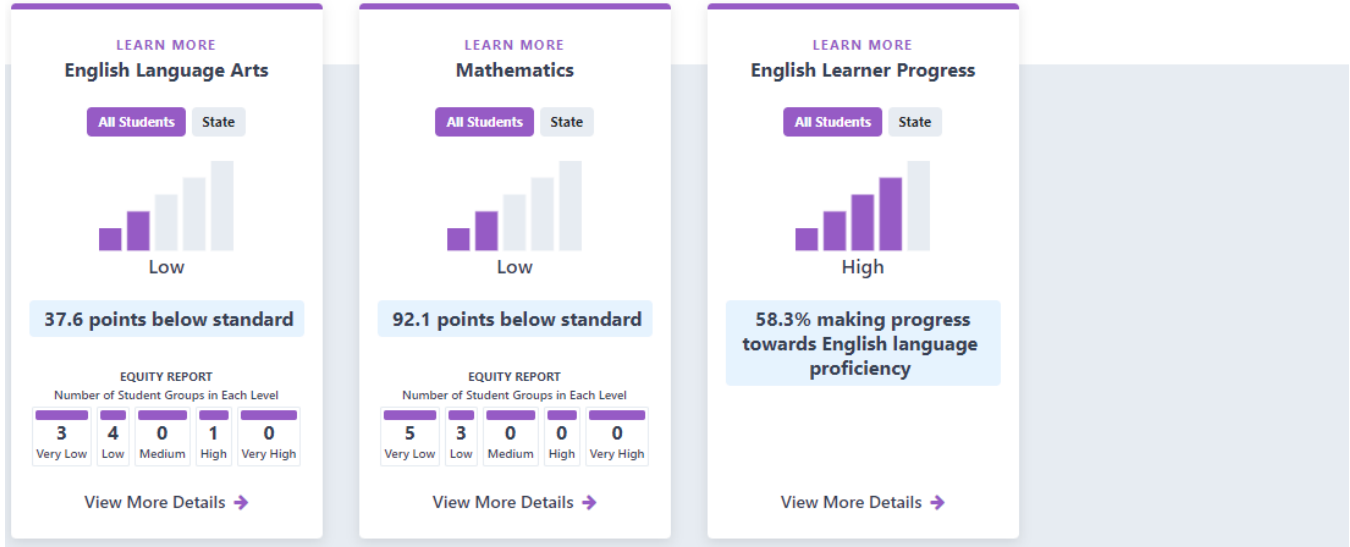 LEARN MORE
English Language Arts
All Students State
Low
37.6 points below standard
EQUITY REPORT
Number of Student Groups in Each Level
3 4 0 1 0
Very Low Low Medium High Very High
View More Details
LEARN MORE
Mathematics
All Students State
Low
92.1 points below standard
EQUITY REPORT
Number of Student Groups in Each Level
5 3 0 0 0
Very Low Low Medium High Very High
View More Details
LEARN MORE
English Learner Progress
All Students State
High
58.3% making progress
towards English language
proficiency
View More Details